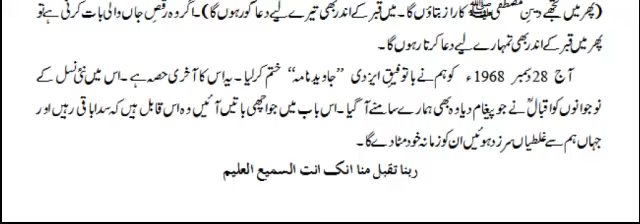 (پھر میں تجھے دینِ مصطفیٰ ﷺ کا راز بتاؤں گا۔ میں قبر کے اندر بھی تیرے لیے دعا گو رہوں گا)۔ اگر وہ رقصِ جاں والی بات کرنی ہے تو
پھر میں قبر کے اندر بھی تمہارے لیے دعا کرتا رہوں گا۔
آج 28 دسمبر 1968ء کو ہم نے باتوفیقِ ایزدی ”جاوید نامہ“ ختم کر لیا۔ یہ اس کا آخری حصہ ہے۔ اس میں نئی نسل کے
نوجوانوں کو اقبالؒ نے جو پیغام دیا وہ بھی ہمارے سامنے آ گیا۔ اس باب میں جو اچھی باتیں آئیں وہ اس قابل ہیں کہ سدا باقی رہیں اور
جہاں ہم سے غلطیاں سرزد ہوئیں ان کو زمانہ خود مٹا دے گا۔
ربنا تقبل منا انک انت السمیع العلیم